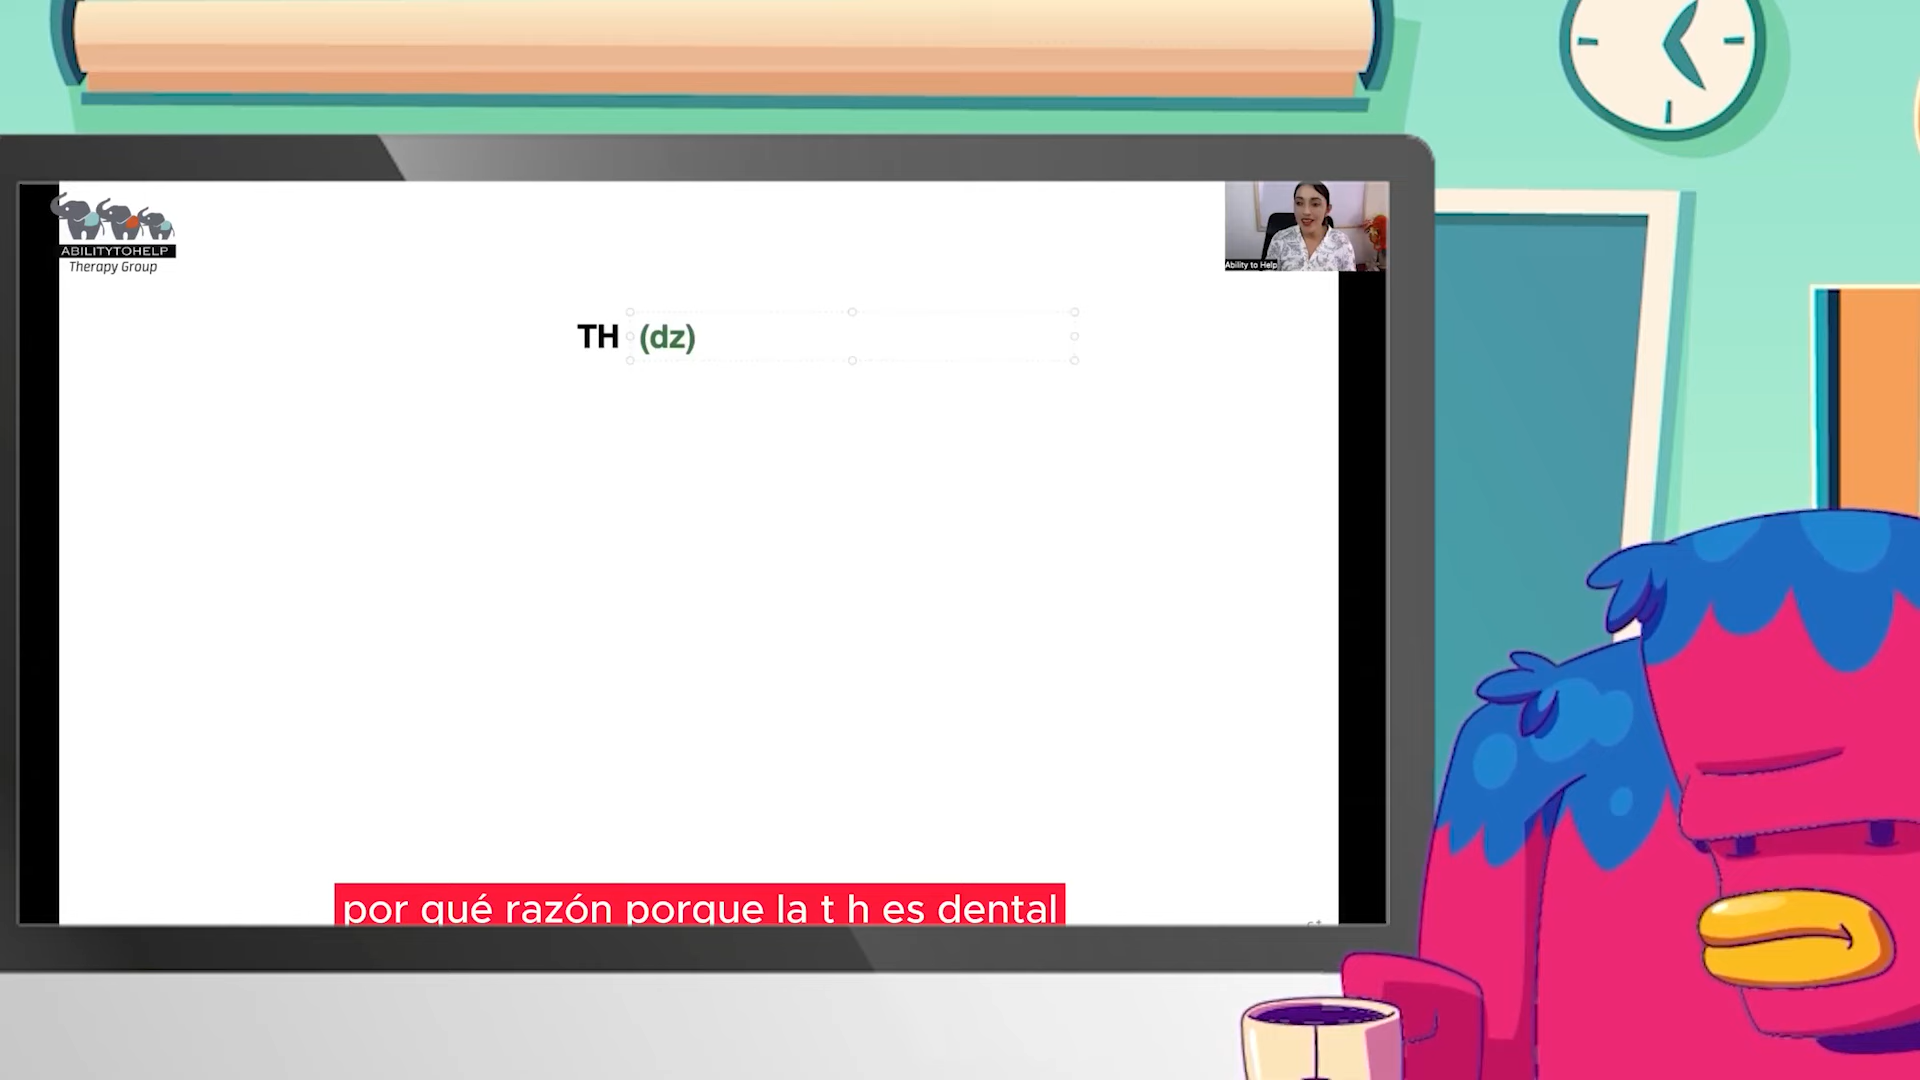 ABILITYTOHELP
Therapy Group
Ability to Help
TH (dz)
por qué razón porque la t h es dental